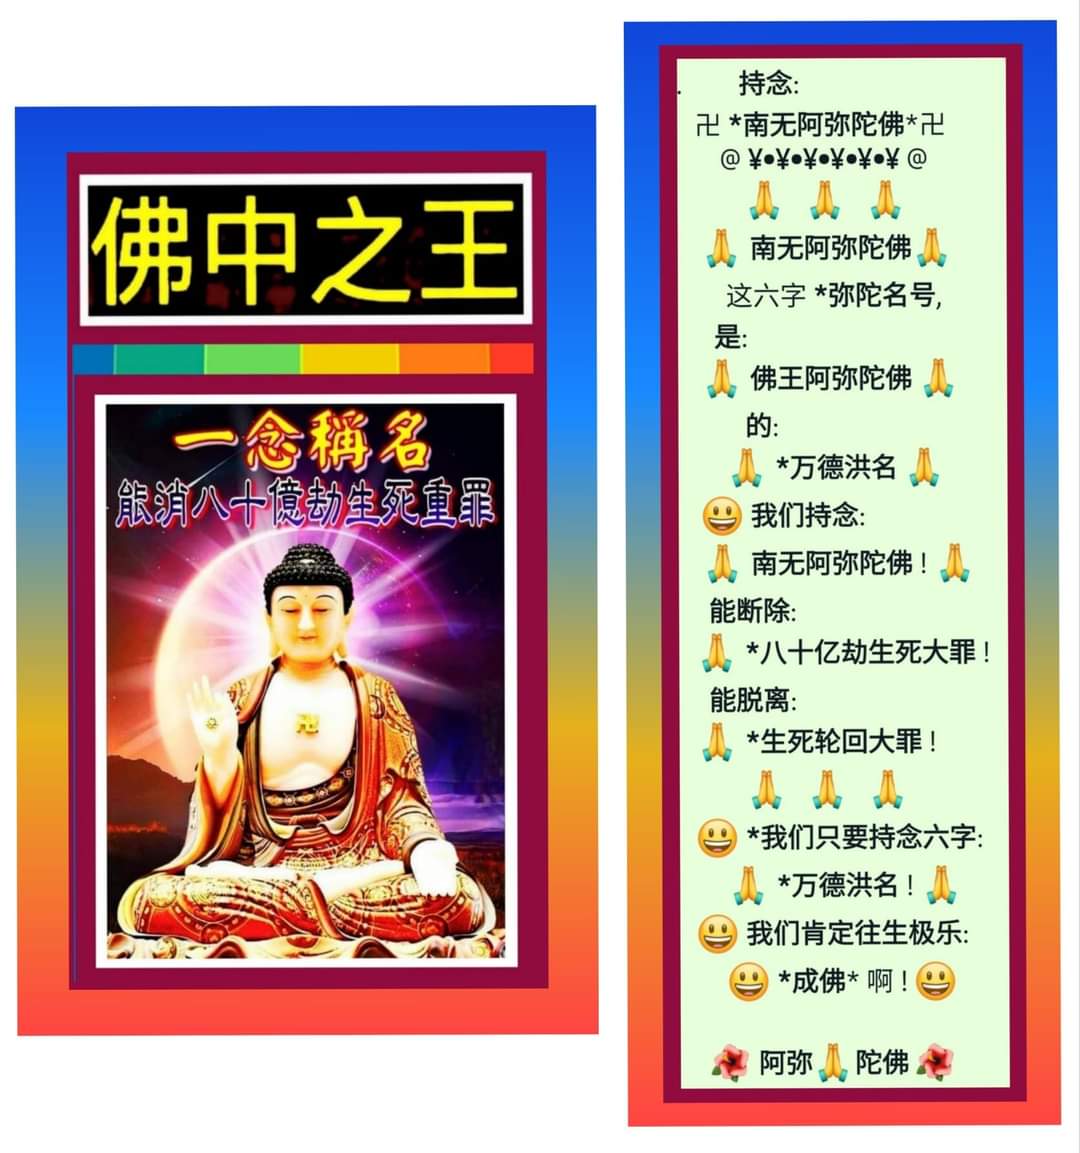 佛中之王
一念稱名
能消八十億劫生死重罪
. 持念:
卍 *南无阿弥陀佛*卍
@ ¥•¥•¥•¥•¥•¥ @
🙏 🙏 🙏
🙏 南无阿弥陀佛🙏
这六字 *弥陀名号,
是:
🙏 佛王阿弥陀佛 🙏
的:
🙏 *万德洪名 🙏
😃 我们持念:
🙏 南无阿弥陀佛！🙏
能断除:
🙏 *八十亿劫生死大罪！
能脱离:
🙏 *生死轮回大罪！
🙏 🙏 🙏
😃 *我们只要持念六字:
🙏 *万德洪名！🙏
😃 我们肯定往生极乐:
😃 *成佛* 啊！😃
🌺 阿弥🙏陀佛 🌺